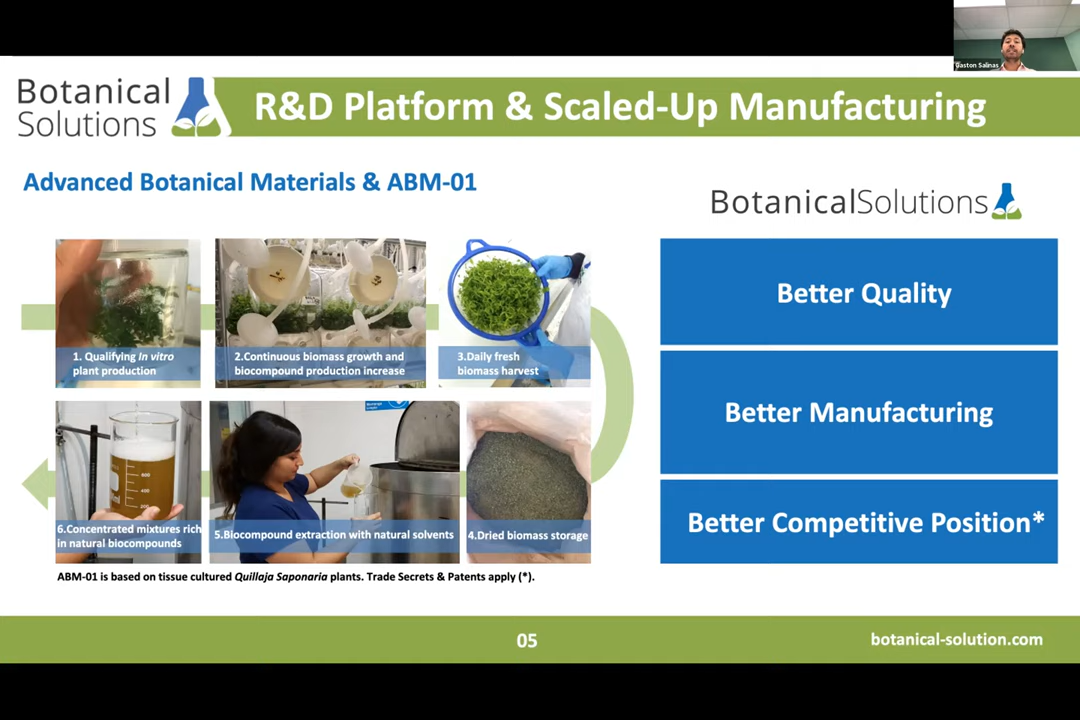 Gaston Salinas
Botanical
Solutions
R&D Platform & Scaled-Up Manufacturing
Advanced Botanical Materials & ABM-01
BotanicalSolutions
1. Qualifying In vitro
plant production
2.Continuous biomass growth and
biocompound production increase
3.Daily fresh
biomass harvest
6.Concentrated mixtures rich
in natural biocompounds
5.Biocompound extraction with natural solvents
4.Dried biomass storage
ABM-01 is based on tissue cultured Quillaja Saponaria plants. Trade Secrets & Patents apply (*).
Better Quality
Better Manufacturing
Better Competitive Position*
05
botanical-solution.com